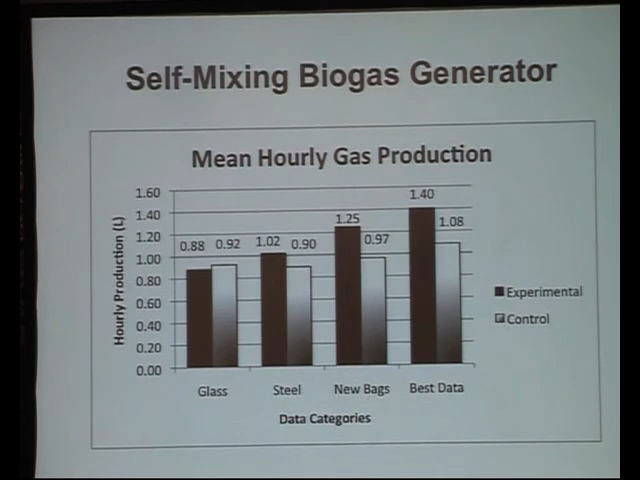 Self-Mixing Biogas Generator
Mean Hourly Gas Production
Hourly Production (L)
1.60
1.40
1.20
1.00
0.80
0.60
0.40
0.20
0.00
0.88 0.92 1.02 0.90 1.25 0.97 1.40 1.08
Experimental
Control
Glass Steel New Bags Best Data
Data Categories